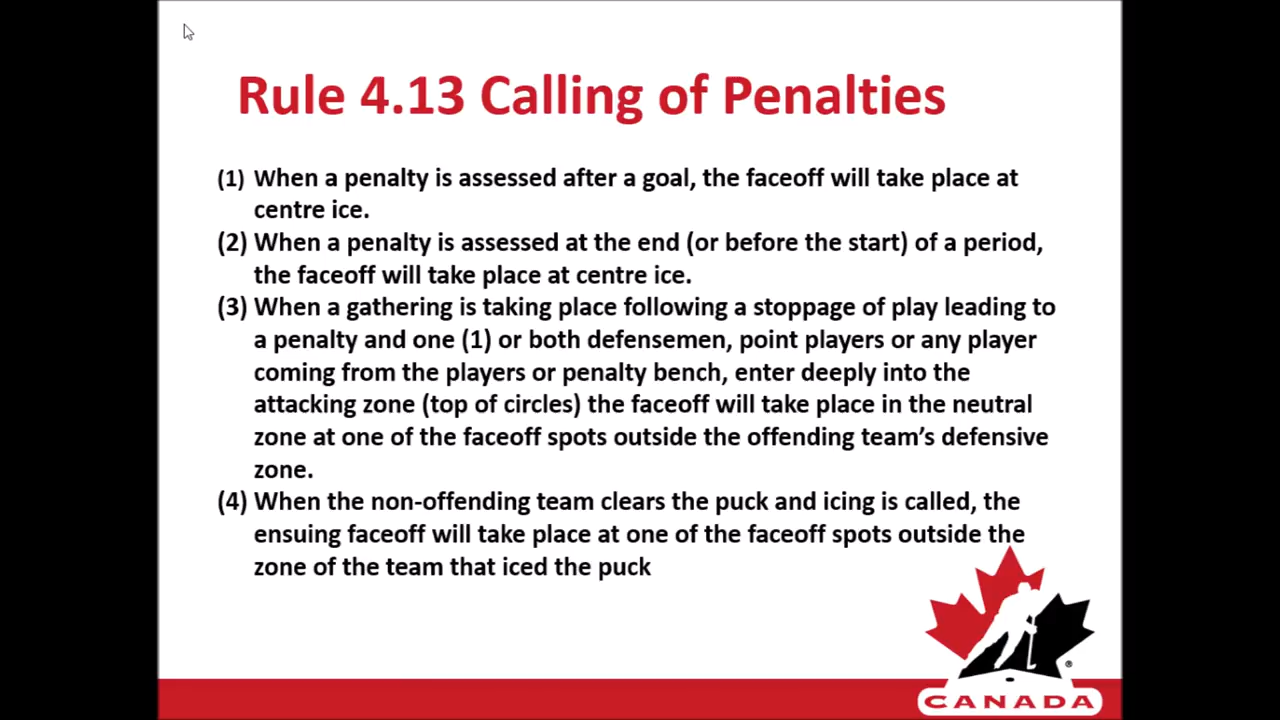 Rule 4.13 Calling of Penalties
(1) When a penalty is assessed after a goal, the faceoff will take place at
centre ice.
(2) When a penalty is assessed at the end (or before the start) of a period,
the faceoff will take place at centre ice.
(3) When a gathering is taking place following a stoppage of play leading to
a penalty and one (1) or both defensemen, point players or any player
coming from the players or penalty bench, enter deeply into the
attacking zone (top of circles) the faceoff will take place in the neutral
zone at one of the faceoff spots outside the offending team’s defensive
zone.
(4) When the non-offending team clears the puck and icing is called, the
ensuing faceoff will take place at one of the faceoff spots outside the
zone of the team that iced the puck
®
CANADA